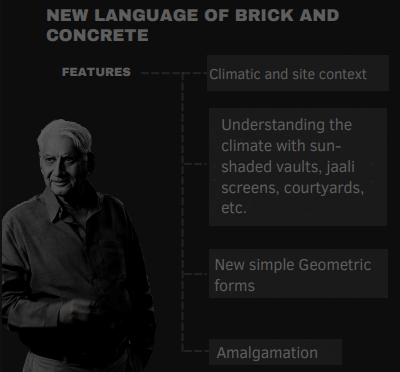 NEW LANGUAGE OF BRICK AND
CONCRETE
FEATURES
Climatic and site context
Understanding the
climate with sun-
shaded vaults, jaali
screens, courtyards,
etc.
New simple Geometric
forms
Amalgamation